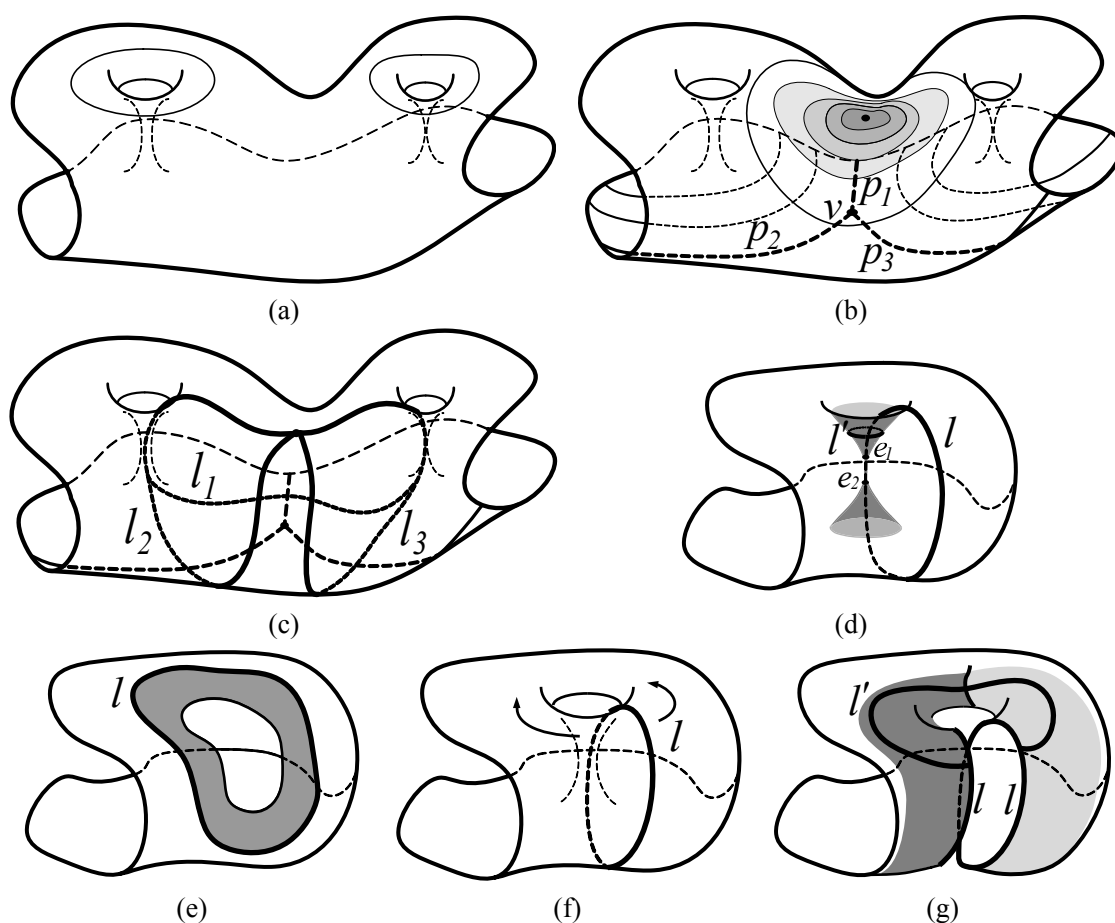 p₁
v
p₂
p₃
(a)
(b)
l₁
l₂
l₃
l′
l
e₁
e₂
(c)
(d)
l
l
l′
l
l
(e)
(f)
(g)